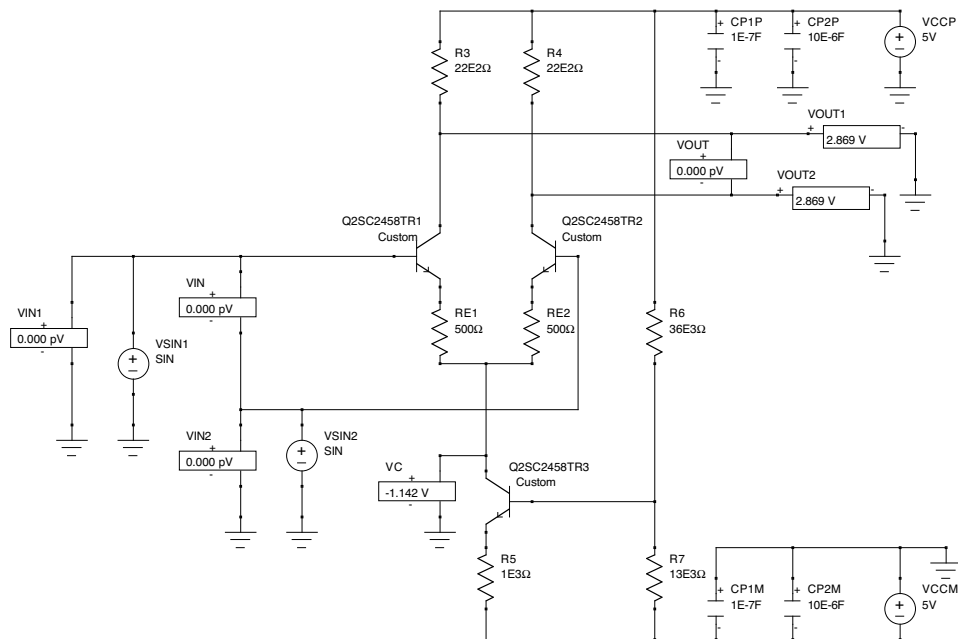 CP1P
1E-7F
CP2P
10E-6F
VCCP
5V
R3
22E2Ω
R4
22E2Ω
VOUT1
2.869 V
VOUT
0.000 pV
VOUT2
2.869 V
Q2SC2458TR1
Custom
Q2SC2458TR2
Custom
VIN
0.000 pV
VIN1
0.000 pV
VSIN1
SIN
RE1
500Ω
RE2
500Ω
R6
36E3Ω
VIN2
0.000 pV
VSIN2
SIN
VC
-1.142 V
Q2SC2458TR3
Custom
R5
1E3Ω
R7
13E3Ω
CP1M
1E-7F
CP2M
10E-6F
VCCM
5V